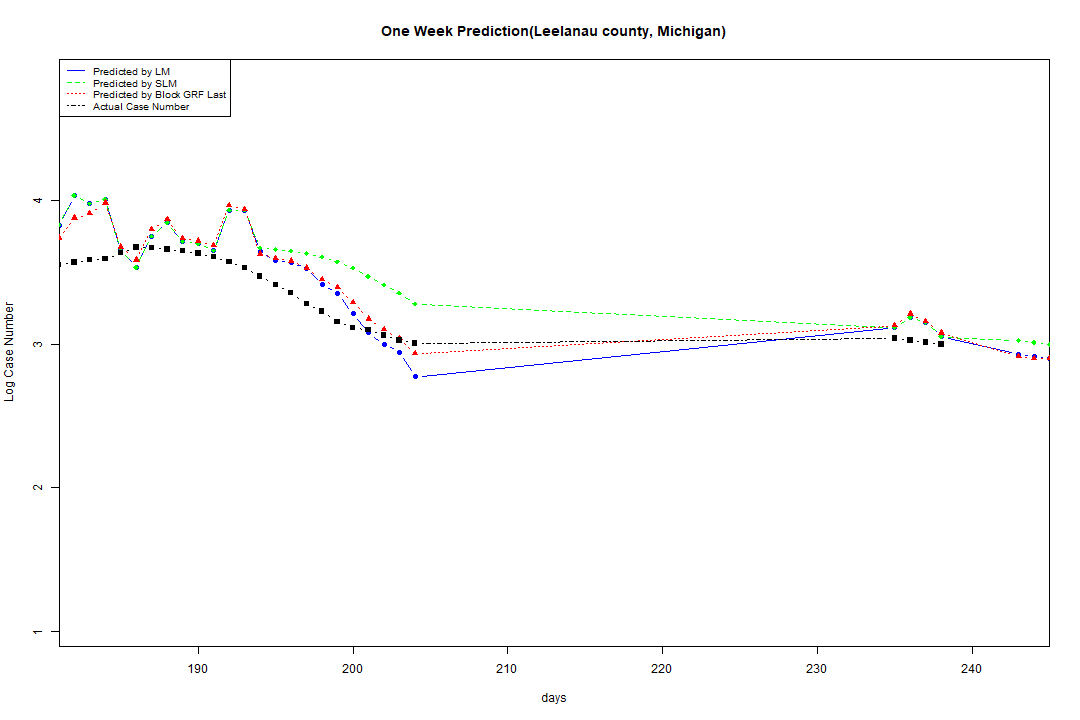 One Week Prediction(Leelanau county, Michigan)
Predicted by LM
Predicted by SLM
Predicted by Block GRF Last
Actual Case Number
4
3
2
1
Log Case Number
190 200 210 220 230 240
days